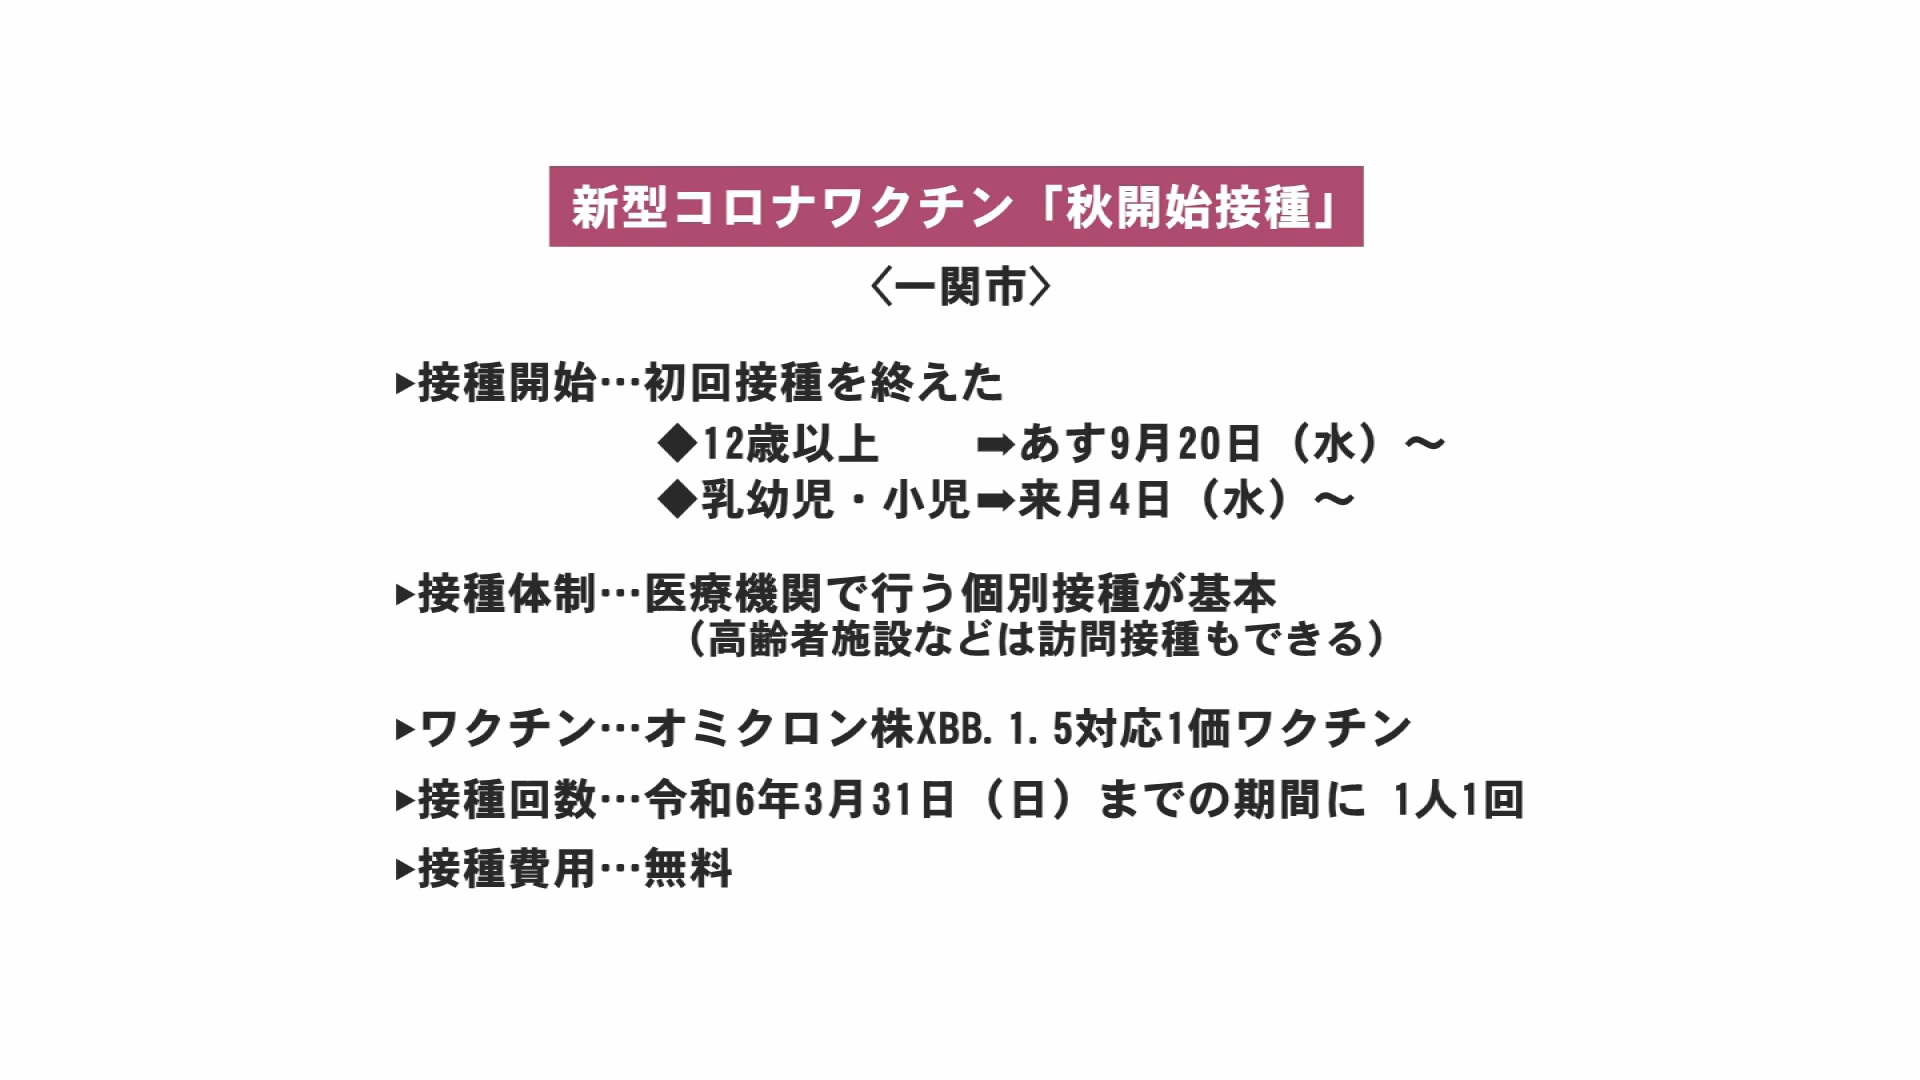 新型コロナワクチン「秋開始接種」
〈一関市〉
▶接種開始…初回接種を終えた
◆12歳以上　　➡あす9月20日（水）～
◆乳幼児・小児➡来月4日（水）～
▶接種体制…医療機関で行う個別接種が基本
（高齢者施設などは訪問接種もできる）
▶ワクチン…オミクロン株XBB.1.5対応1価ワクチン
▶接種回数…令和6年3月31日（日）までの期間に 1人1回
▶接種費用…無料